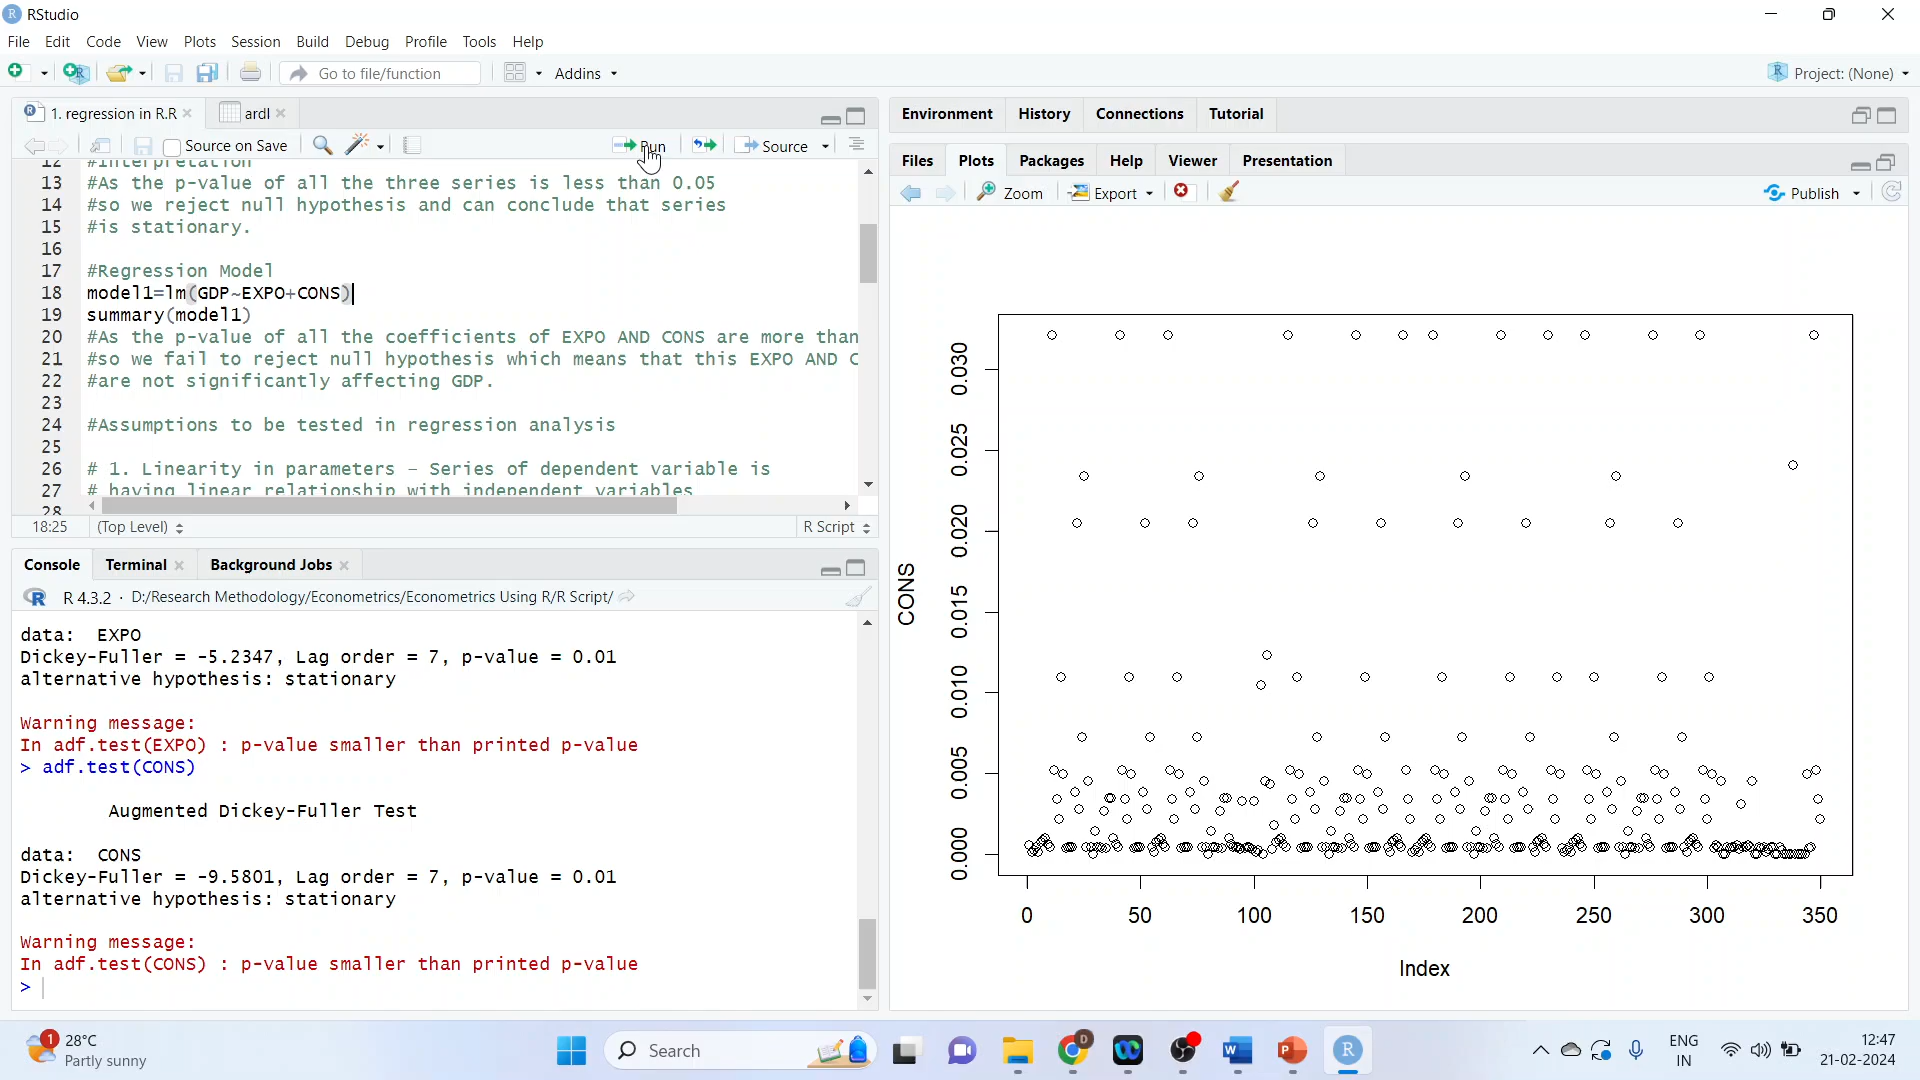 RStudio
File Edit Code View Plots Session Build Debug Profile Tools Help
Go to file/function Addins Project: (None)
1. regression in R.R ardl
Source on Save Run Source
12 #Interpretation
13 #As the p-value of all the three series is less than 0.05
14 #so we reject null hypothesis and can conclude that series
15 #is stationary.
16
17 #Regression Model
18 model1=lm(GDP~EXPO+CONS)
19 summary(model1)
20 #As the p-value of all the coefficients of EXPO AND CONS are more than
21 #so we fail to reject null hypothesis which means that this EXPO AND C
22 #are not significantly affecting GDP.
23
24 #Assumptions to be tested in regression analysis
25
26 # 1. Linearity in parameters – Series of dependent variable is
27 # having linear relationship with independent variables
28
18:25 (Top Level) R Script
Console Terminal Background Jobs
R 4.3.2 · D:/Research Methodology/Econometrics/Econometrics Using R/R Script/
data: EXPO
Dickey-Fuller = -5.2347, Lag order = 7, p-value = 0.01
alternative hypothesis: stationary
Warning message:
In adf.test(EXPO) : p-value smaller than printed p-value
> adf.test(CONS)
Augmented Dickey-Fuller Test
data: CONS
Dickey-Fuller = -9.5801, Lag order = 7, p-value = 0.01
alternative hypothesis: stationary
Warning message:
In adf.test(CONS) : p-value smaller than printed p-value
>
Environment History Connections Tutorial
Files Plots Packages Help Viewer Presentation
Zoom Export Publish
CONS
0.030
0.025
0.020
0.015
0.010
0.005
0.000
0 50 100 150 200 250 300 350
Index
1 28°C
Partly sunny
Search
ENG
IN
12:47
21-02-2024